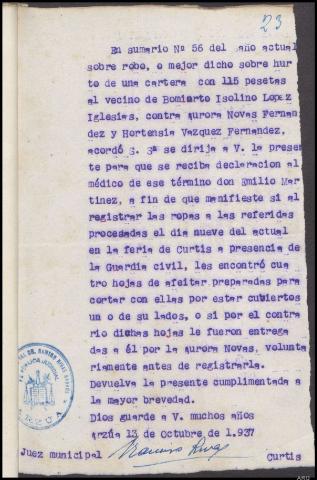 23
En sumario Nº 56 del año actual
sobre robo, o mejor dicho sobre hur
to de una cartera con 115 pesetas
al vecino de Bomiorto Isolino Lopez
Iglesias, contra Aurora Novas Fernan
dez y Hortensia Vazquez Fernandez,
acordó S. Sª se dirija a V. la presen
te para que se reciba declaracion al
médico de ese término don Emilio Mar
tinez, a fin de que manifieste si al
registrar las ropas a las referidas
procesadas el dia nueve del actual
en la feria de Curtis a presencia de
la Guardia civil, les encontró cua
tro hojas de afeitar preparadas para
cortar con ellas por estar cubiertos
uno de su lados, o si por el contra
rio dichas hojas le fueron entrega
das a él por la Aurora Novas, volunta
riamente antes de registrarla.
Devuelva la presente cumplimentada a
la mayor brevedad.
Dios guarde a V. muchos años
Arzúa 13 de Octubre de 1.937
Juez municipal
Curtis
ARZUA